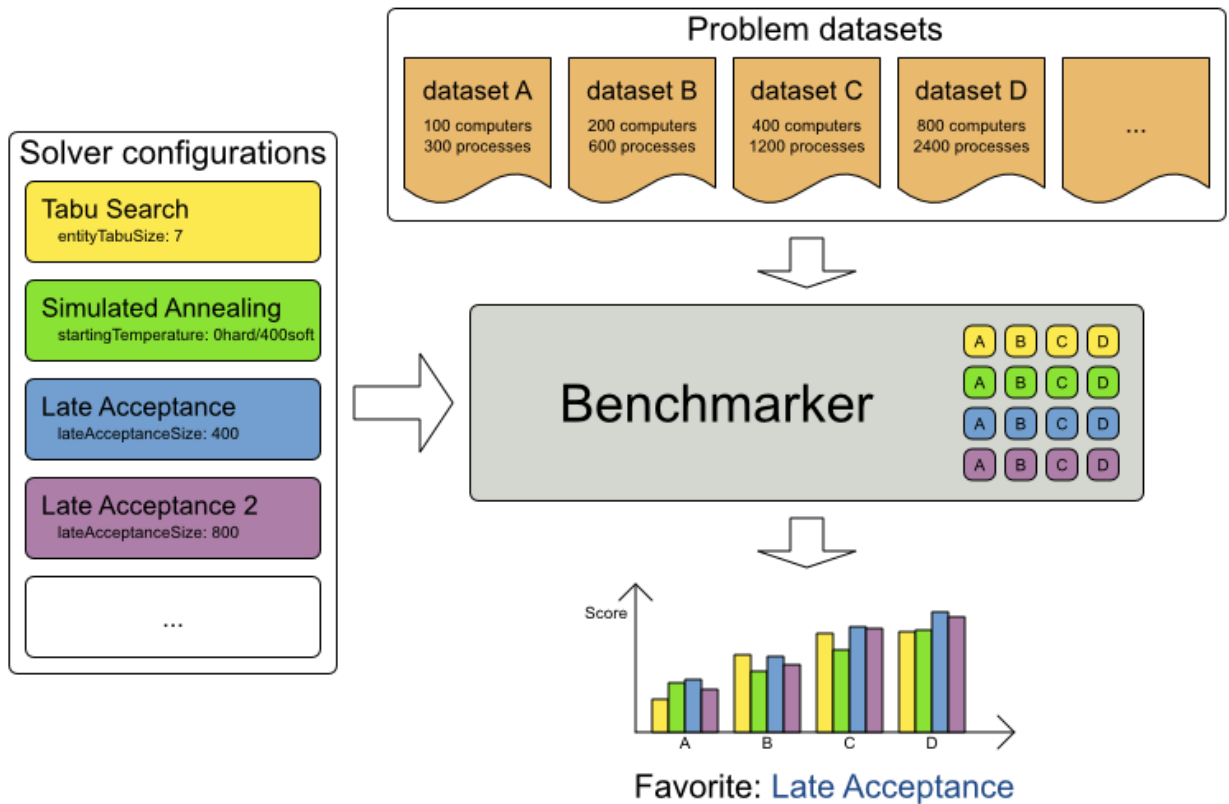 Problem datasets
dataset A
100 computers
300 processes
dataset B
200 computers
600 processes
dataset C
400 computers
1200 processes
dataset D
800 computers
2400 processes
...
Solver configurations
Tabu Search
entityTabuSize: 7
Simulated Annealing
startingTemperature: 0hard/400soft
Late Acceptance
lateAcceptanceSize: 400
Late Acceptance 2
lateAcceptanceSize: 800
...
Benchmarker
A B C D
A B C D
A B C D
A B C D
Score
A B C D
Favorite: Late Acceptance